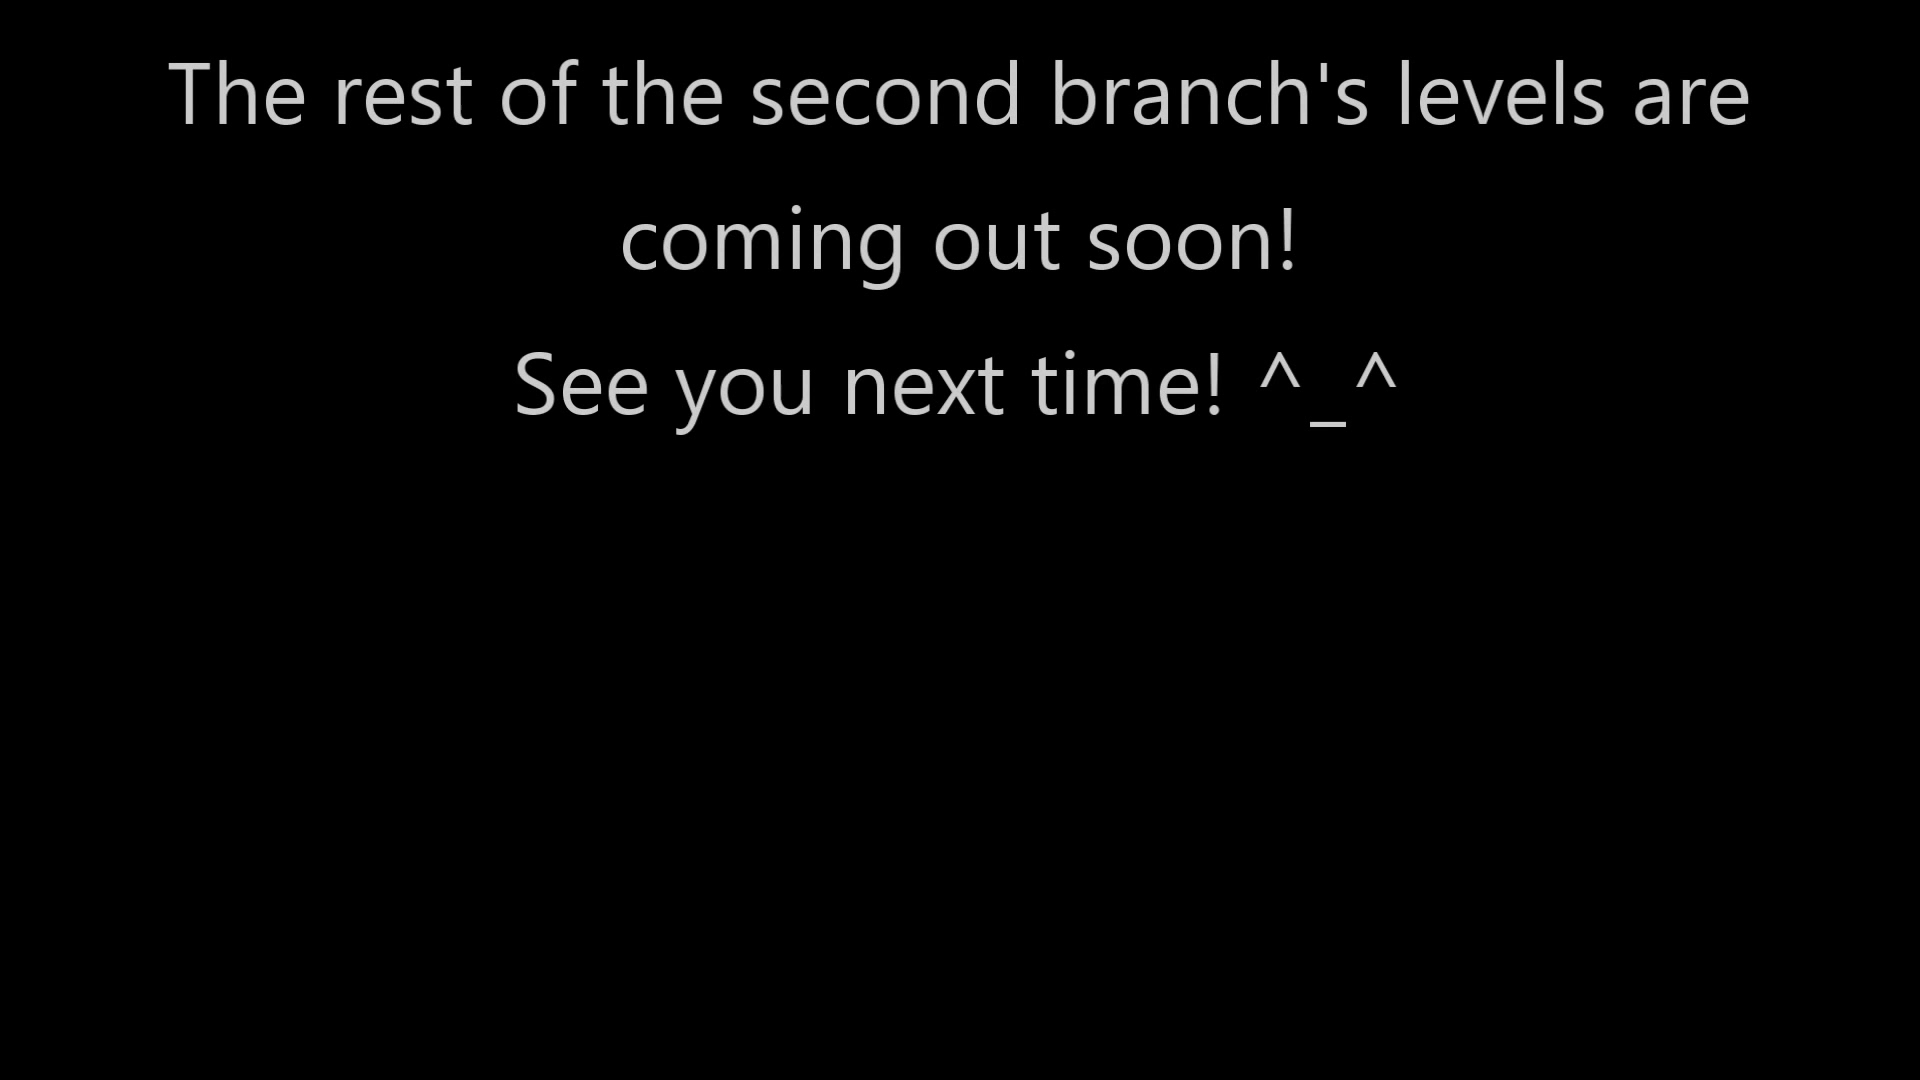 The rest of the second branch's levels are
coming out soon!
See you next time! ^_^